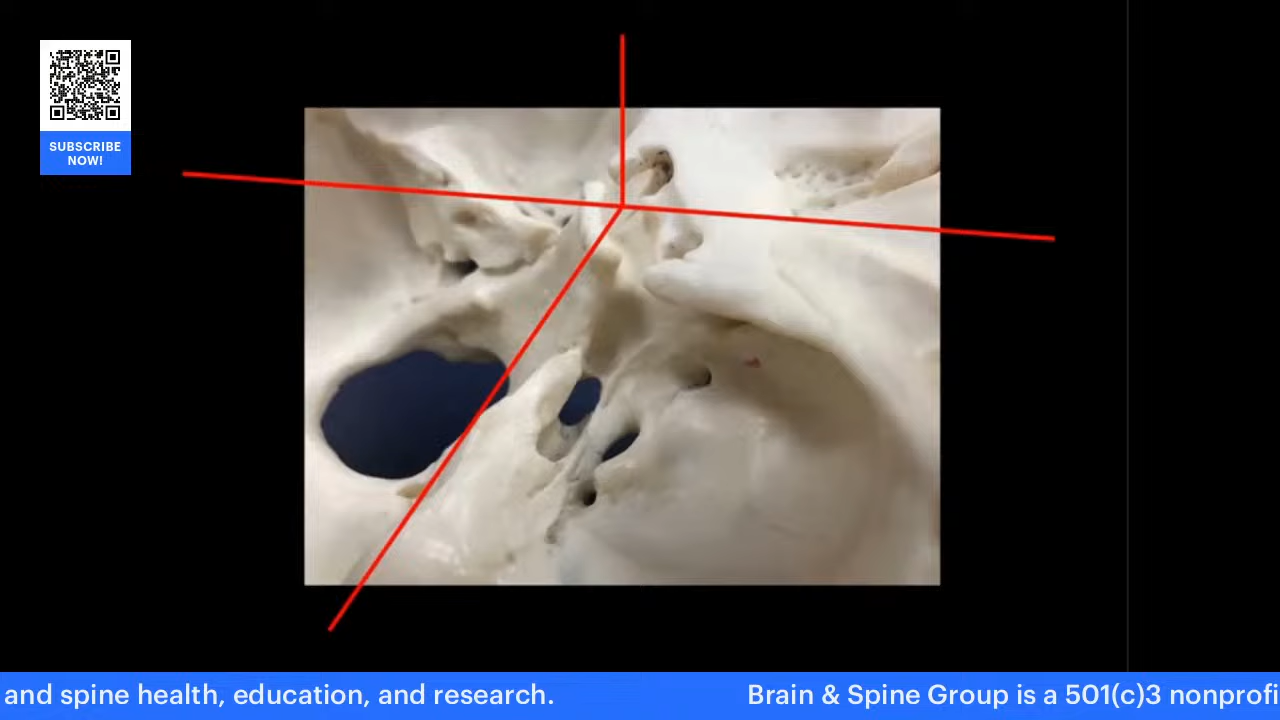 SUBSCRIBE
NOW!
and spine health, education, and research. Brain & Spine Group is a 501(c)3 nonprofi